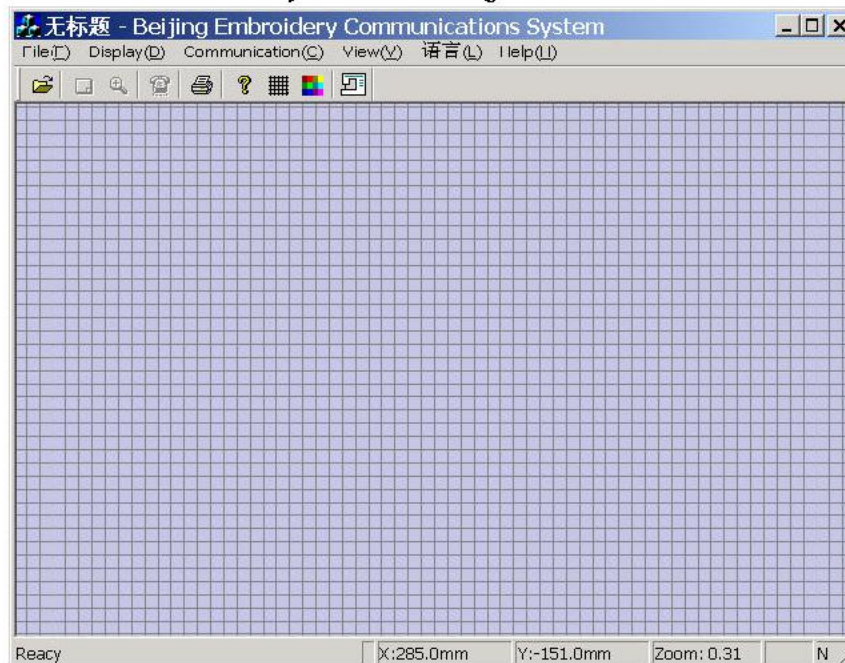 无标题 - Beijing Embroidery Communications System
File(F) Display(D) Communication(C) View(V) 语言(L) Help(H)
Ready X:285.0mm Y:-151.0mm Zoom: 0.31 N